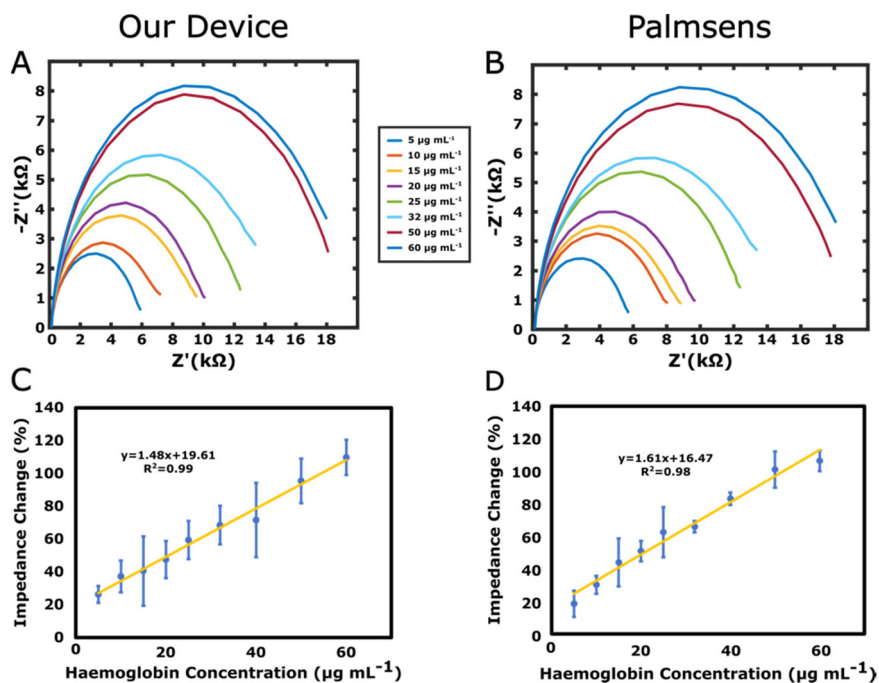 Our Device
Palmsens
A
B
8
7
6
5
4
3
2
1
0
-Z''(kΩ)
0 2 4 6 8 10 12 14 16 18
Z'(kΩ)
5 µg mL⁻¹
10 µg mL⁻¹
15 µg mL⁻¹
20 µg mL⁻¹
25 µg mL⁻¹
32 µg mL⁻¹
50 µg mL⁻¹
60 µg mL⁻¹
8
7
6
5
4
3
2
1
0
-Z''(kΩ)
0 2 4 6 8 10 12 14 16 18
Z'(kΩ)
C
D
140
120
100
80
60
40
20
0
Impedance Change (%)
y=1.48x+19.61
R²=0.99
0 20 40 60
Haemoglobin Concentration (µg mL⁻¹)
140
120
100
80
60
40
20
0
Impedance Change (%)
y=1.61x+16.47
R²=0.98
0 20 40 60
Haemoglobin Concentration (µg mL⁻¹)